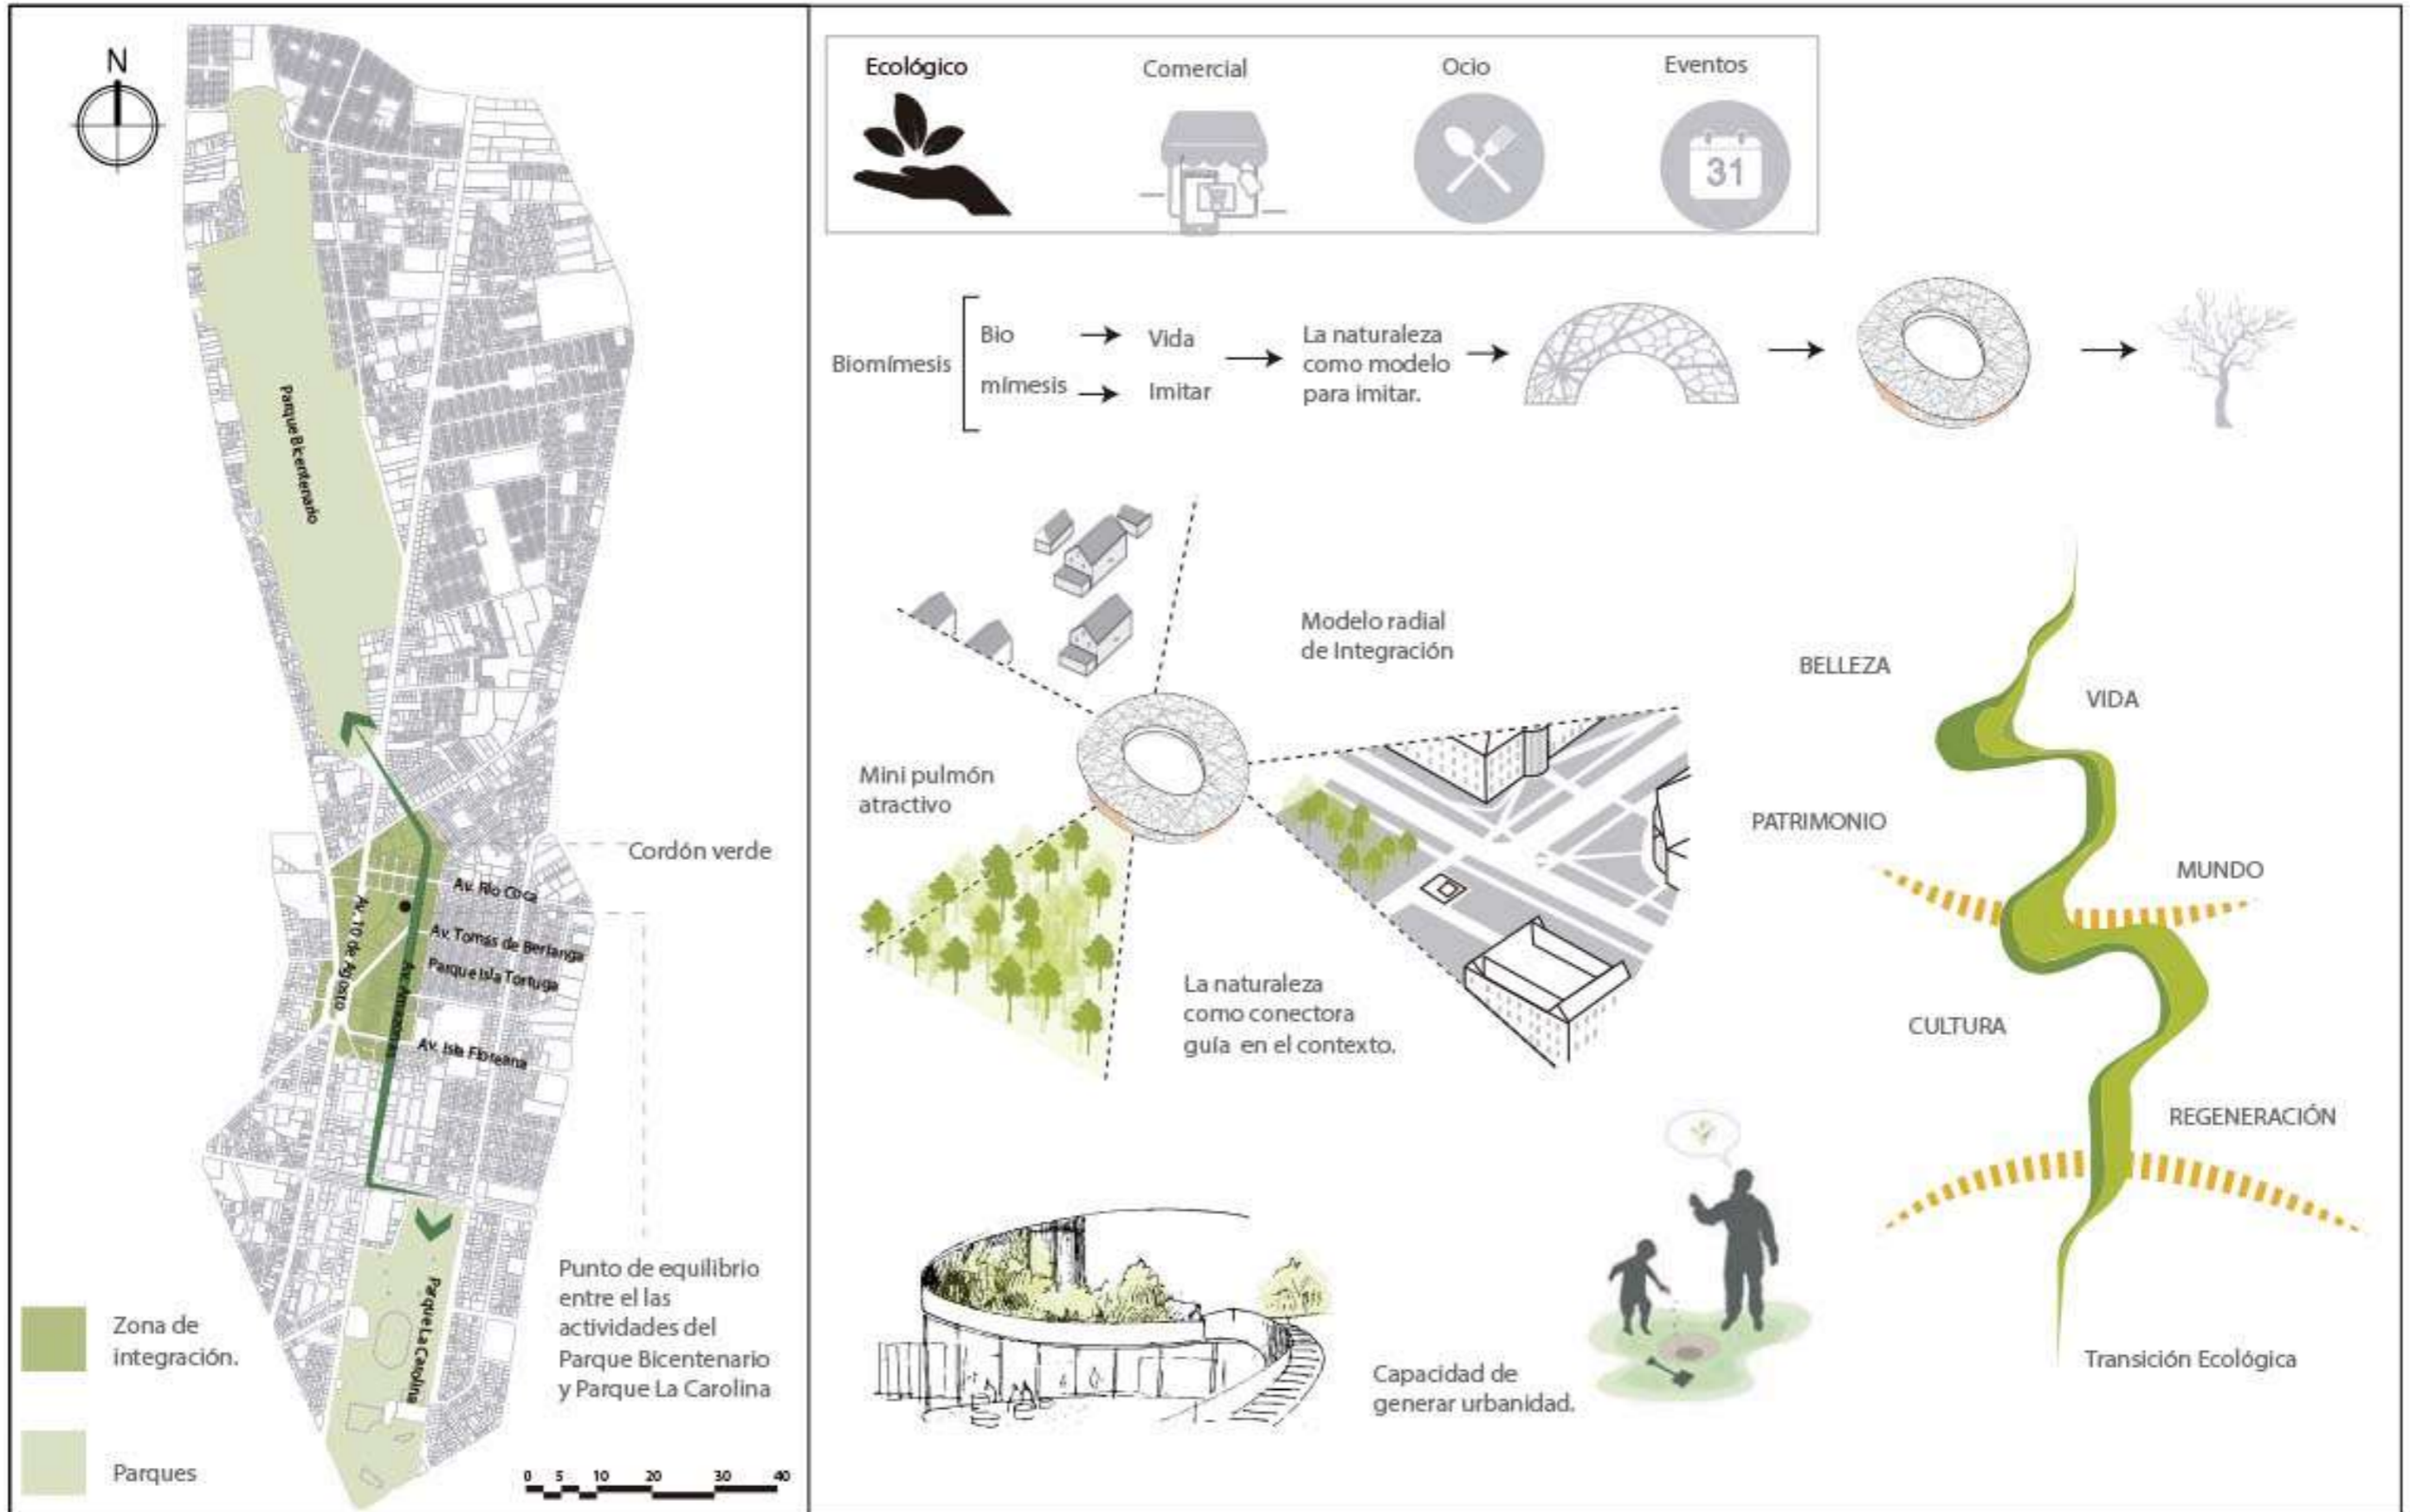 N
Parque Bicentenario
Cordón verde
Av. Río Coca
Av. 10 de Agosto
Av. Tomas de Berlanga
Parque Isla Tortuga
Av. Amazonas
Av. Isla Floreana
Parque La Carolina
Punto de equilibrio
entre el las
actividades del
Parque Bicentenario
y Parque La Carolina
Zona de
integración.
Parques
0 5 10 20 30 40
Ecológico
Comercial
Ocio
Eventos
31
Biomímesis
Bio
Vida
mímesis
Imitar
La naturaleza
como modelo
para imitar.
Modelo radial
de Integración
Mini pulmón
atractivo
La naturaleza
como conectora
guía en el contexto.
BELLEZA
VIDA
PATRIMONIO
MUNDO
CULTURA
REGENERACIÓN
Transición Ecológica
Capacidad de
generar urbanidad.